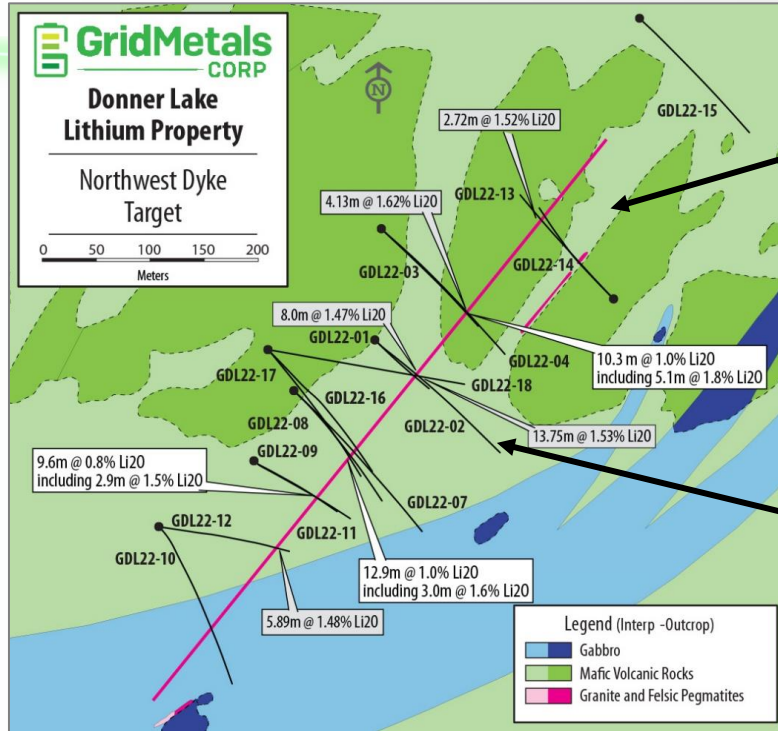 GridMetals
CORP
Donner Lake
Lithium Property
Northwest Dyke
Target
0 50 100 150 200
Meters
N
GDL22-15
2.72m @ 1.52% Li20
GDL22-13
4.13m @ 1.62% Li20
GDL22-14
GDL22-03
8.0m @ 1.47% Li20
GDL22-01
GDL22-04
10.3 m @ 1.0% Li20
including 5.1m @ 1.8% Li20
GDL22-17
GDL22-18
GDL22-16
GDL22-08
GDL22-02
13.75m @ 1.53% Li20
GDL22-09
9.6m @ 0.8% Li20
including 2.9m @ 1.5% Li20
GDL22-07
GDL22-12
GDL22-11
GDL22-10
12.9m @ 1.0% Li20
including 3.0m @ 1.6% Li20
5.89m @ 1.48% Li20
Legend (Interp -Outcrop)
Gabbro
Mafic Volcanic Rocks
Granite and Felsic Pegmatites